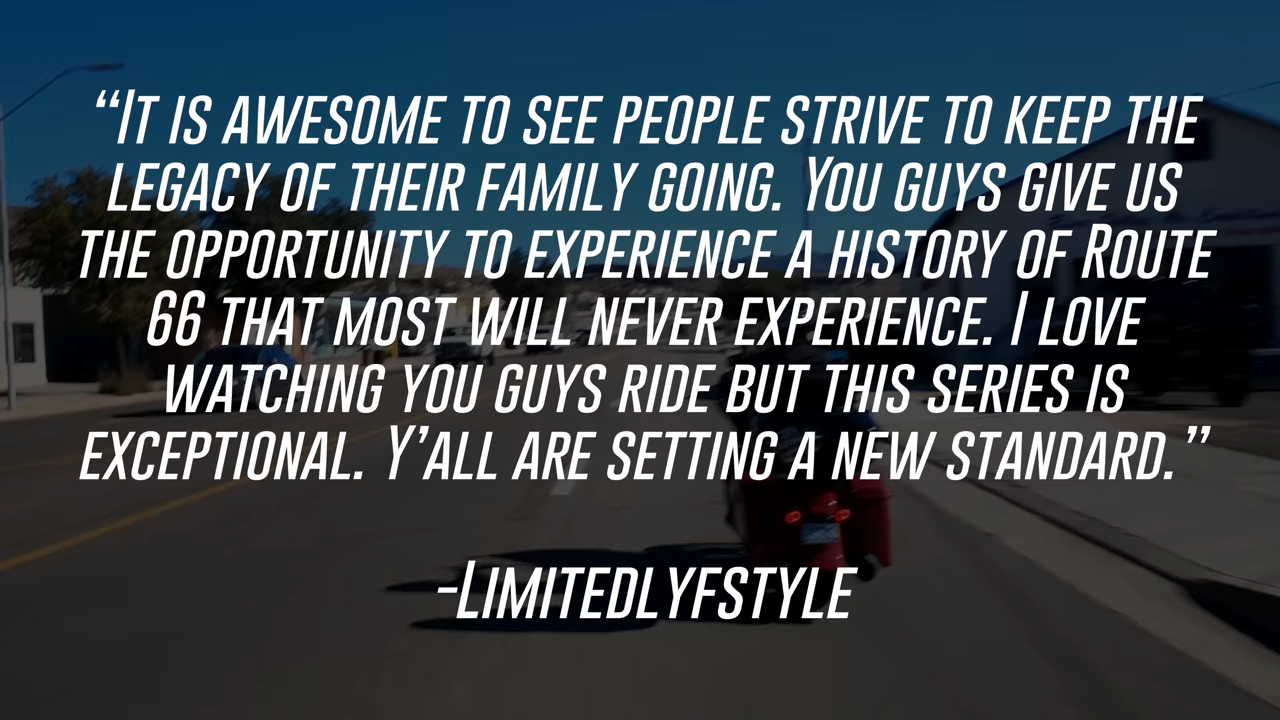 “It is awesome to see people strive to keep the
legacy of their family going. You guys give us
the opportunity to experience a history of Route
66 that most will never experience. I love
watching you guys ride but this series is
exceptional. Y’all are setting a new standard.”
-Limitedlyfstyle